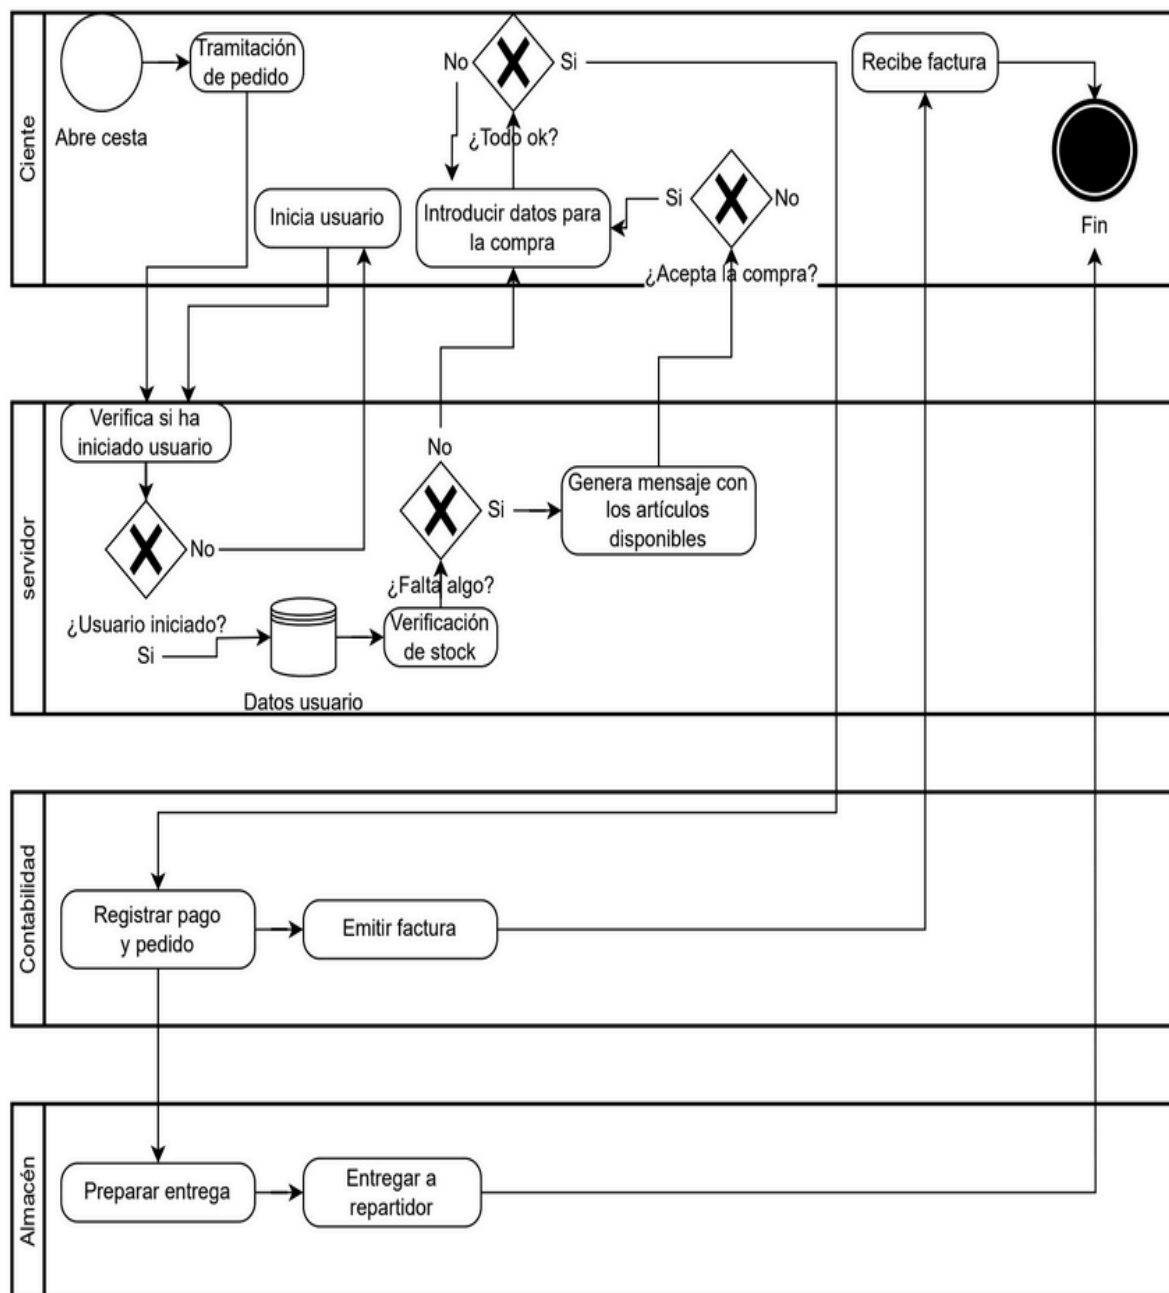 Ciente
Abre cesta
Tramitación
de pedido
Inicia usuario
No
Si
¿Todo ok?
Introducir datos para
la compra
Si
No
¿Acepta la compra?
Recibe factura
Fin
servidor
Verifica si ha
iniciado usuario
No
¿Usuario iniciado?
Si
Datos usuario
Verificación
de stock
¿Falta algo?
No
Si
Genera mensaje con
los artículos
disponibles
Contabilidad
Registrar pago
y pedido
Emitir factura
Almacén
Preparar entrega
Entregar a
repartidor